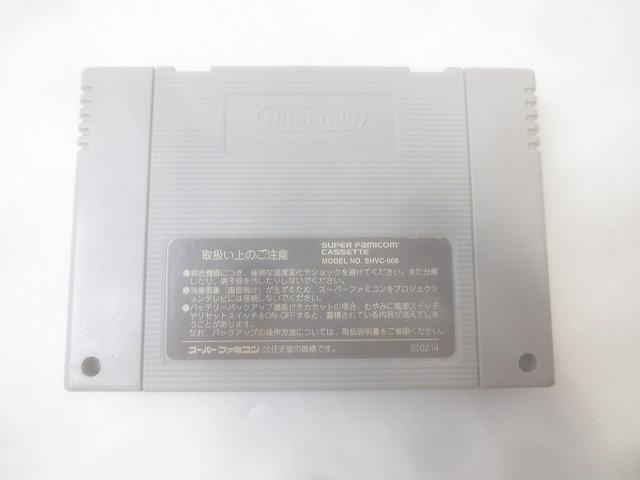 Nintendo
取扱い上のご注意
SUPER FAMICOM
CASSETTE
MODEL NO. SHVC-006
●精密機器につき、極端な温度変化やショックを避けてください。また分解
したり、端子部を汚したりしないでください。
●残像現象（画面焼け）が生ずるため、スーパーファミコンをプロジェクシ
ョンテレビには接続しないでください。
●バッテリーバックアップ機能付きカセットの場合、むやみに電源スイッチ
やリセットスイッチをON・OFFすると、蓄積されている内容が消えてしま
うことがあります。
なお、バックアップの操作方法については、取扱説明書をご参照ください。
スーパーファミコン は任天堂の商標です。
920214